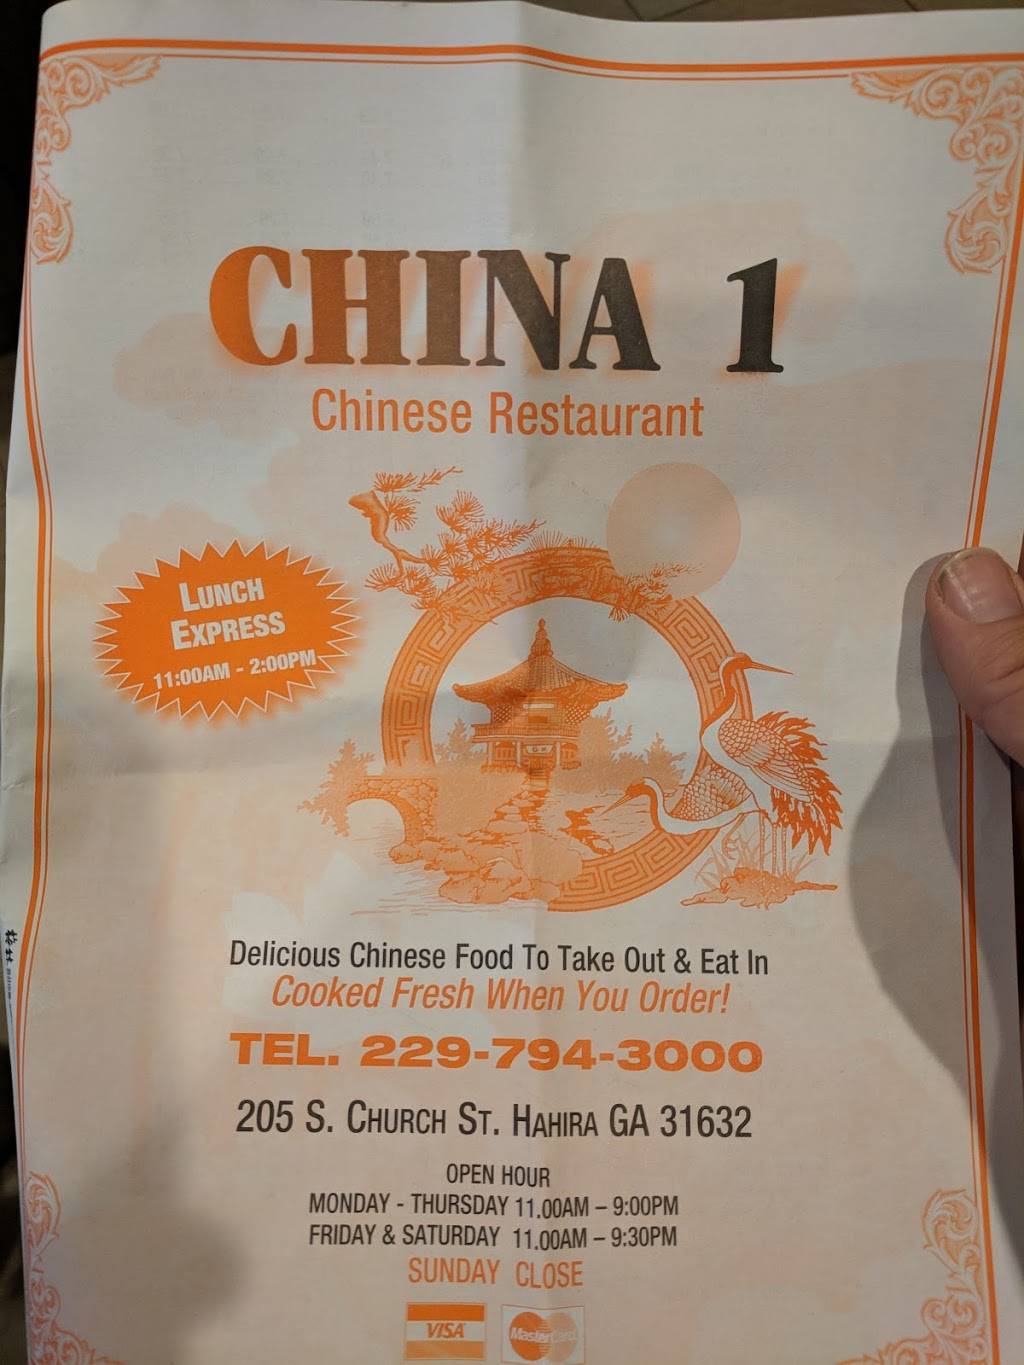 CHINA 1
Chinese Restaurant
LUNCH
EXPRESS
11:00AM - 2:00PM
Delicious Chinese Food To Take Out & Eat In
Cooked Fresh When You Order!
TEL. 229-794-3000
205 S. CHURCH ST. HAHIRA GA 31632
OPEN HOUR
MONDAY - THURSDAY 11.00AM – 9:00PM
FRIDAY & SATURDAY 11.00AM – 9:30PM
SUNDAY CLOSE
VISA
MasterCard